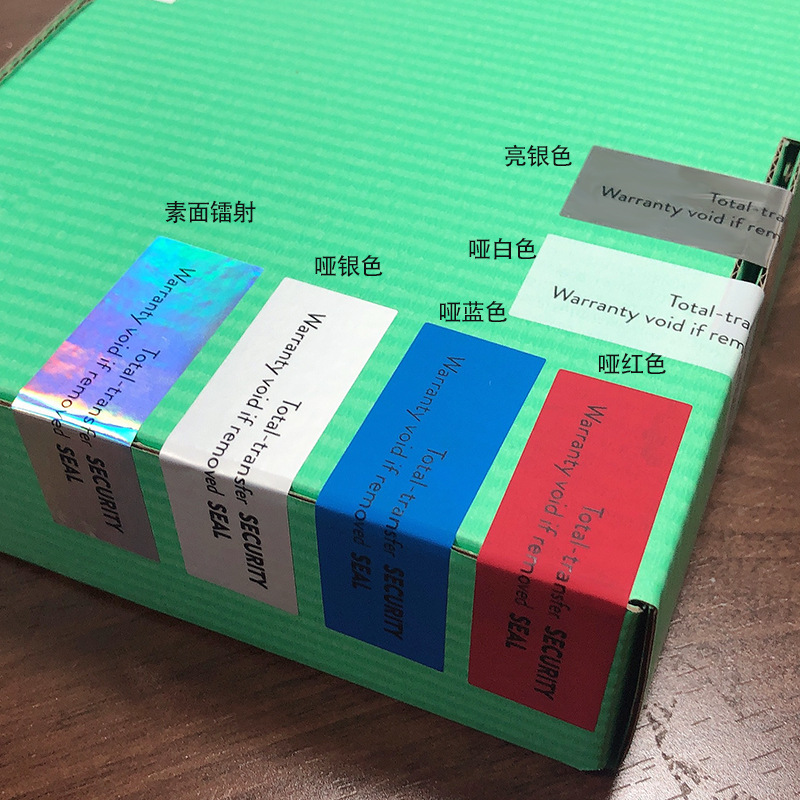 亮银色
Total-tra
Warranty void if rem
素面镭射
哑白色
哑银色
Total-tra
Warranty void if rem
哑蓝色
哑红色
Total-transfer SECURITY
Warranty void if removed SEAL
Total-transfer SECURITY
Warranty void if removed SEAL
Total-transfer SECURITY
Warranty void if removed SEAL
Total-transfer SECURITY
Warranty void if removed SEAL